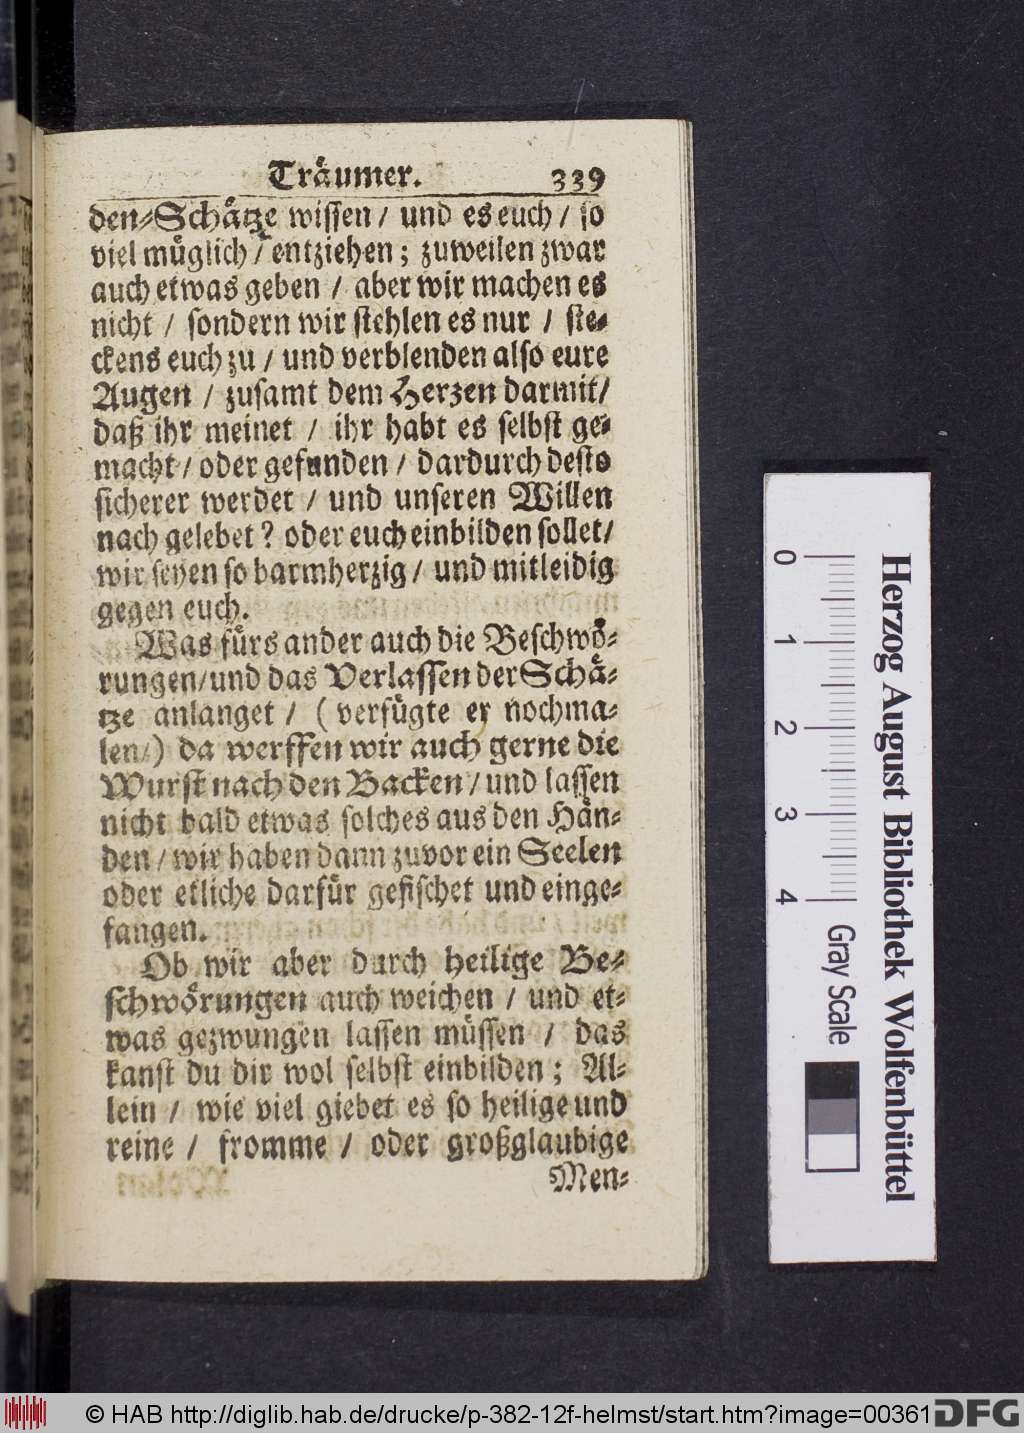 Träumer. 339
den-Schätze wissen / und es euch / so
viel müglich / entziehen; zuweilen zwar
auch etwas geben / aber wir machen es
nicht / sondern wir stehlen es nur / ste-
ckens euch zu / und verblenden also eure
Augen / zusamt dem Herzen darmit/
daß ihr meinet / ihr habt es selbst ge-
macht / oder gefunden / dardurch desto
sicherer werdet / und unseren Willen
nach gelebet? oder euch einbilden sollet/
wir seyen so barmherzig / und mitleidig
gegen euch.
Was fürs ander auch die Beschwö-
rungen/und das Verlassen der Schä-
tze anlanget / (verfügte er nochma-
len/) da werffen wir auch gerne die
Wurst nach den Backen / und lassen
nicht bald etwas solches aus den Hän-
den / wir haben dann zuvor ein Seelen
oder etliche darfür gefischet und einge-
fangen.
Ob wir aber durch heilige Be-
schwörungen auch weichen / und et-
was gezwungen lassen müssen / das
kanst du dir wol selbst einbilden; Al-
lein / wie viel giebet es so heilige und
reine / fromme / oder großglaubige
Men-
Herzog August Bibliothek Wolfenbüttel
0 1 2 3 4 Gray Scale
© HAB http://diglib.hab.de/drucke/p-382-12f-helmst/start.htm?image=00361
DFG